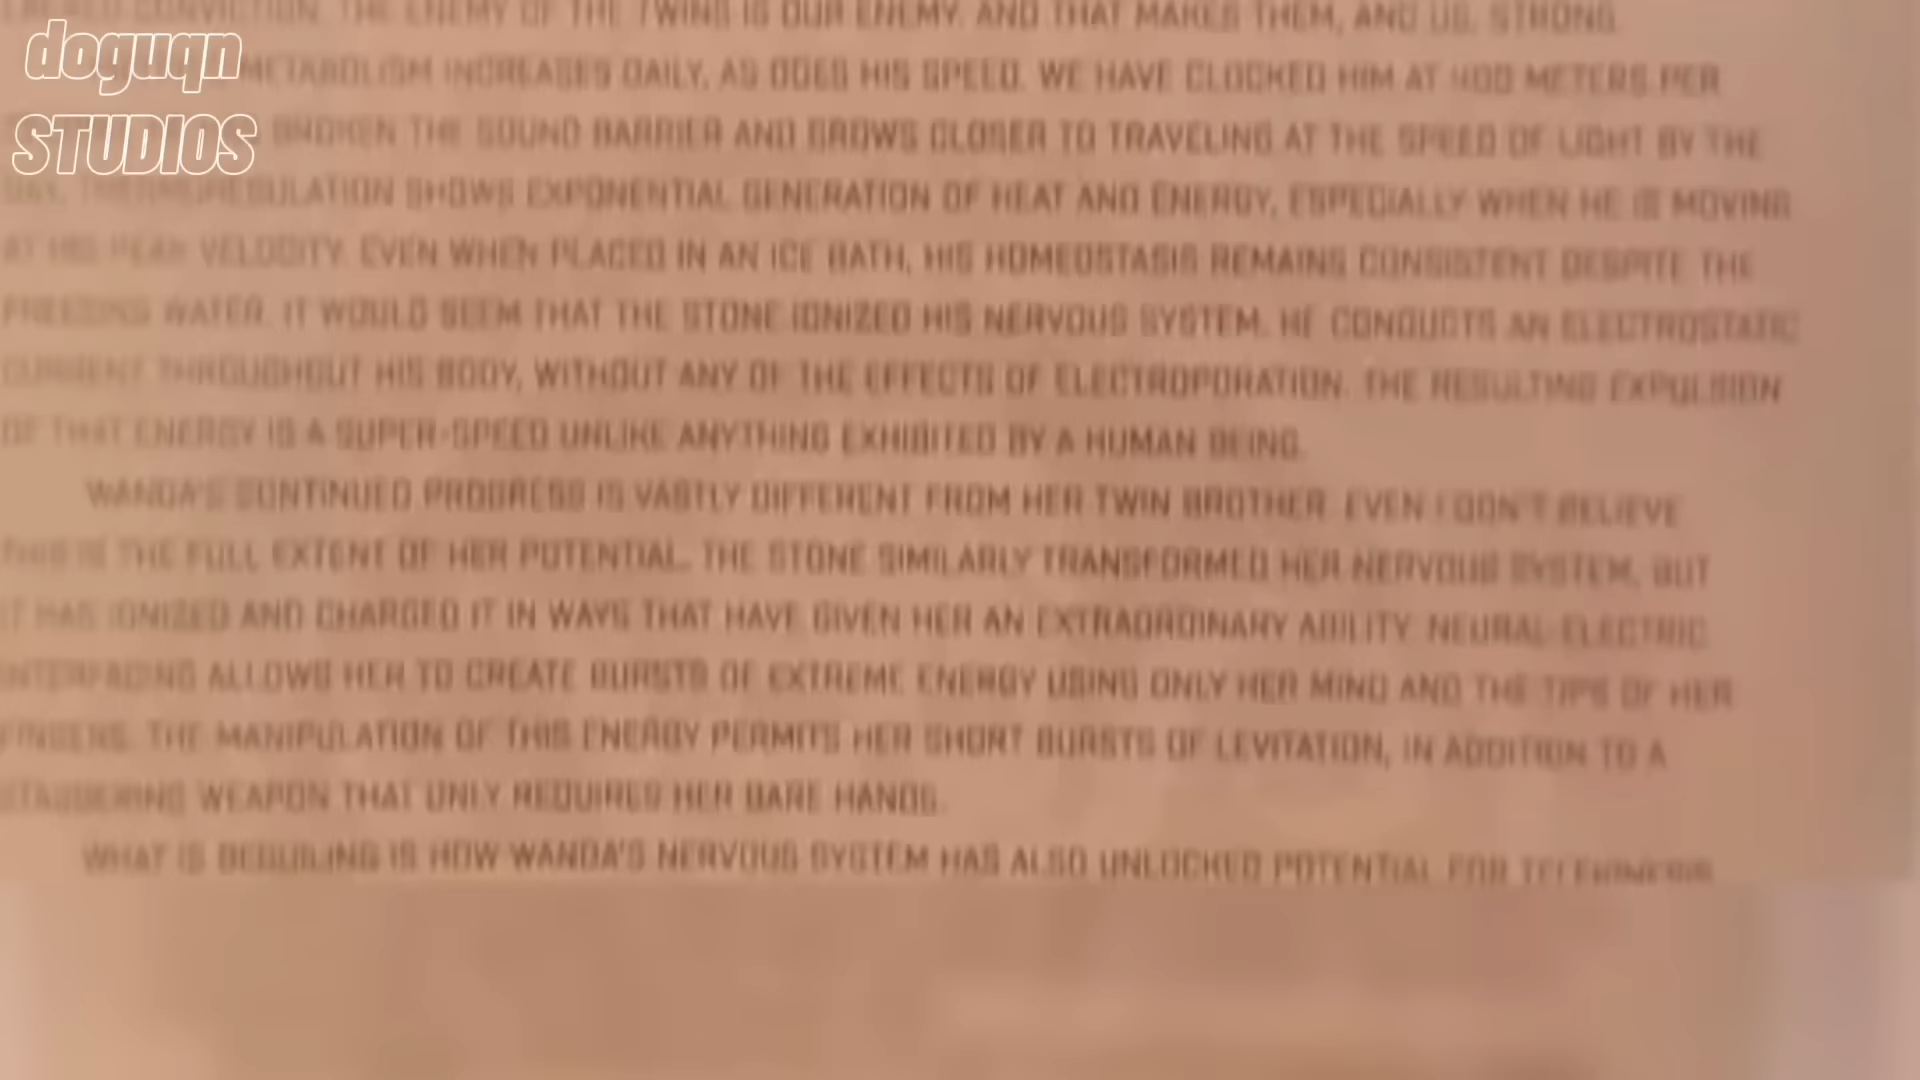 doguqn
STUDIOS
CONVICTION. THE ENEMY OF THE TWINS IS OUR ENEMY. AND THAT MAKES THEM, AND US, STRONG.
METABOLISM INCREASES DAILY, AS DOES HIS SPEED. WE HAVE CLOCKED HIM AT 400 METERS PER
BROKEN THE SOUND BARRIER AND GROWS CLOSER TO TRAVELING AT THE SPEED OF LIGHT BY THE
DAY. THERMOREGULATION SHOWS EXPONENTIAL GENERATION OF HEAT AND ENERGY, ESPECIALLY WHEN HE IS MOVING
AT HIS PEAK VELOCITY. EVEN WHEN PLACED IN AN ICE BATH, HIS HOMEOSTASIS REMAINS CONSISTENT DESPITE THE
FREEZING WATER. IT WOULD SEEM THAT THE STONE IONIZED HIS NERVOUS SYSTEM. HE CONDUCTS AN ELECTROSTATIC
CURRENT THROUGHOUT HIS BODY, WITHOUT ANY OF THE EFFECTS OF ELECTROPORATION. THE RESULTING EXPULSION
OF THAT ENERGY IS A SUPER-SPEED UNLIKE ANYTHING EXHIBITED BY A HUMAN BEING.
WANDA'S CONTINUED PROGRESS IS VASTLY DIFFERENT FROM HER TWIN BROTHER. EVEN I DON'T BELIEVE
THIS IS THE FULL EXTENT OF HER POTENTIAL. THE STONE SIMILARLY TRANSFORMED HER NERVOUS SYSTEM, BUT
IT HAS IONIZED AND CHARGED IT IN WAYS THAT HAVE GIVEN HER AN EXTRAORDINARY ABILITY. NEURAL-ELECTRIC
INTERFACING ALLOWS HER TO CREATE BURSTS OF EXTREME ENERGY USING ONLY HER MIND AND THE TIPS OF HER
FINGERS. THE MANIPULATION OF THIS ENERGY PERMITS HER SHORT BURSTS OF LEVITATION, IN ADDITION TO A
STAGGERING WEAPON THAT ONLY REQUIRES HER BARE HANDS.
WHAT IS BEGUILING IS HOW WANDA'S NERVOUS SYSTEM HAS ALSO UNLOCKED POTENTIAL FOR TELEKINESIS